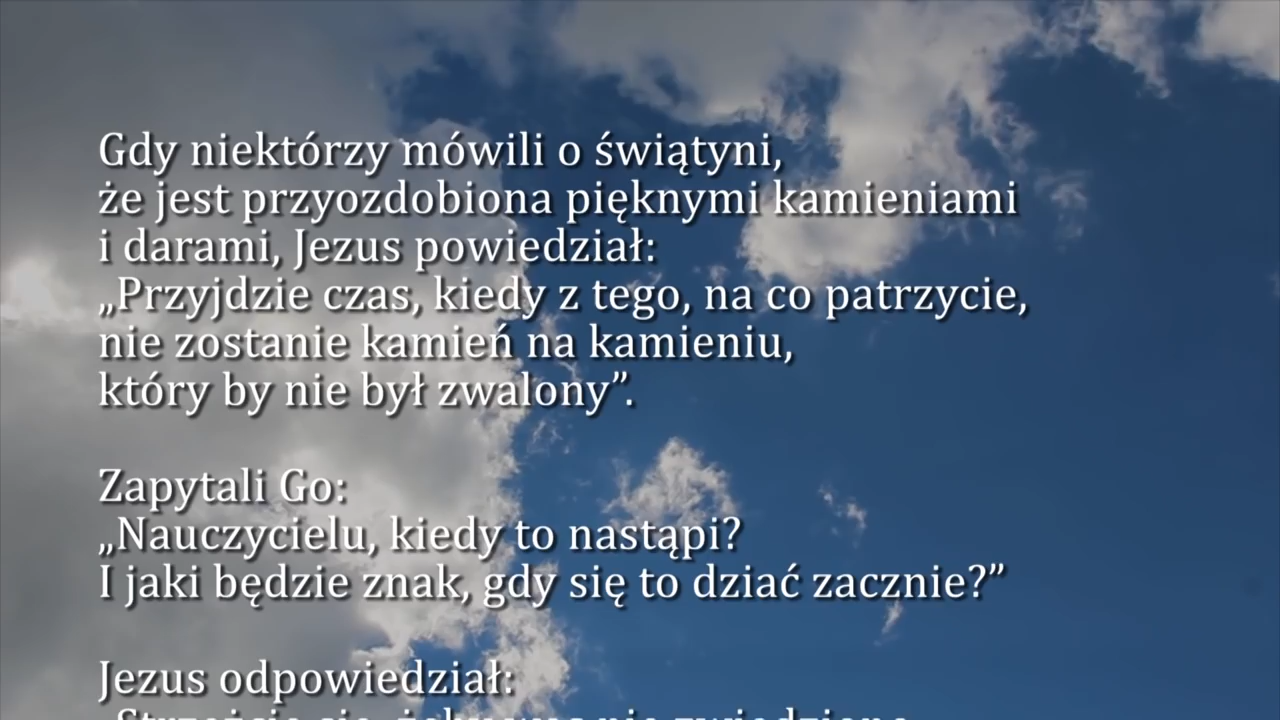 Gdy niektórzy mówili o świątyni,
że jest przyozdobiona pięknymi kamieniami
i darami, Jezus powiedział:
„Przyjdzie czas, kiedy z tego, na co patrzycie,
nie zostanie kamień na kamieniu,
który by nie był zwalony”.
Zapytali Go:
„Nauczycielu, kiedy to nastąpi?
I jaki będzie znak, gdy się to dziać zacznie?”
Jezus odpowiedział: